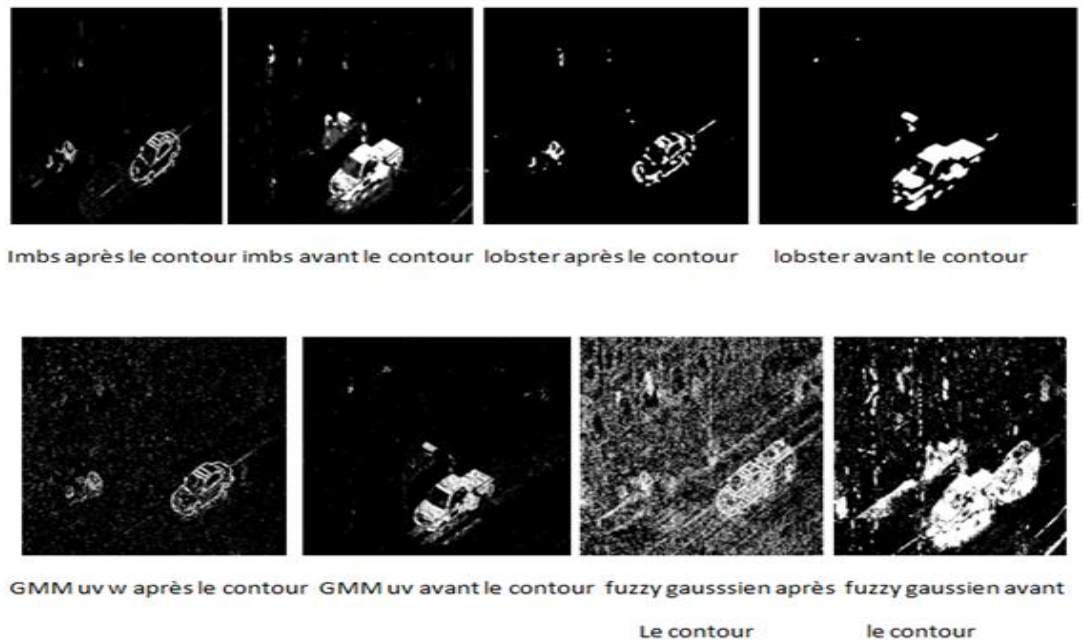 Imbs après le contour imbs avant le contour lobster après le contour lobster avant le contour
GMM uv w après le contour GMM uv avant le contour fuzzy gausssien après fuzzy gaussien avant
Le contour le contour